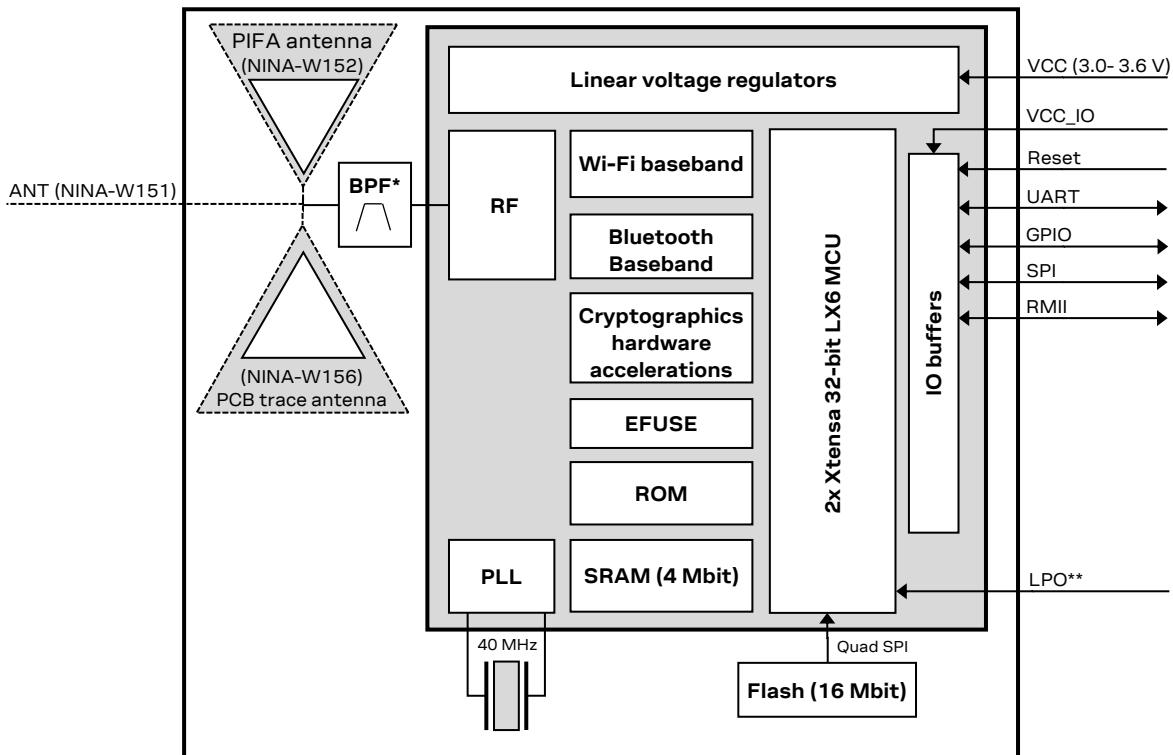 PIFA antenna
(NINA-W152)
Linear voltage regulators
VCC (3.0- 3.6 V)
VCC_IO
Reset
UART
GPIO
SPI
RMII
ANT (NINA-W151)
BPF*
RF
Wi-Fi baseband
Bluetooth
Baseband
Cryptographics
hardware
accelerations
EFUSE
ROM
SRAM (4 Mbit)
2x Xtensa 32-bit LX6 MCU
IO buffers
(NINA-W156)
PCB trace antenna
PLL
LPO**
40 MHz
Quad SPI
Flash (16 Mbit)